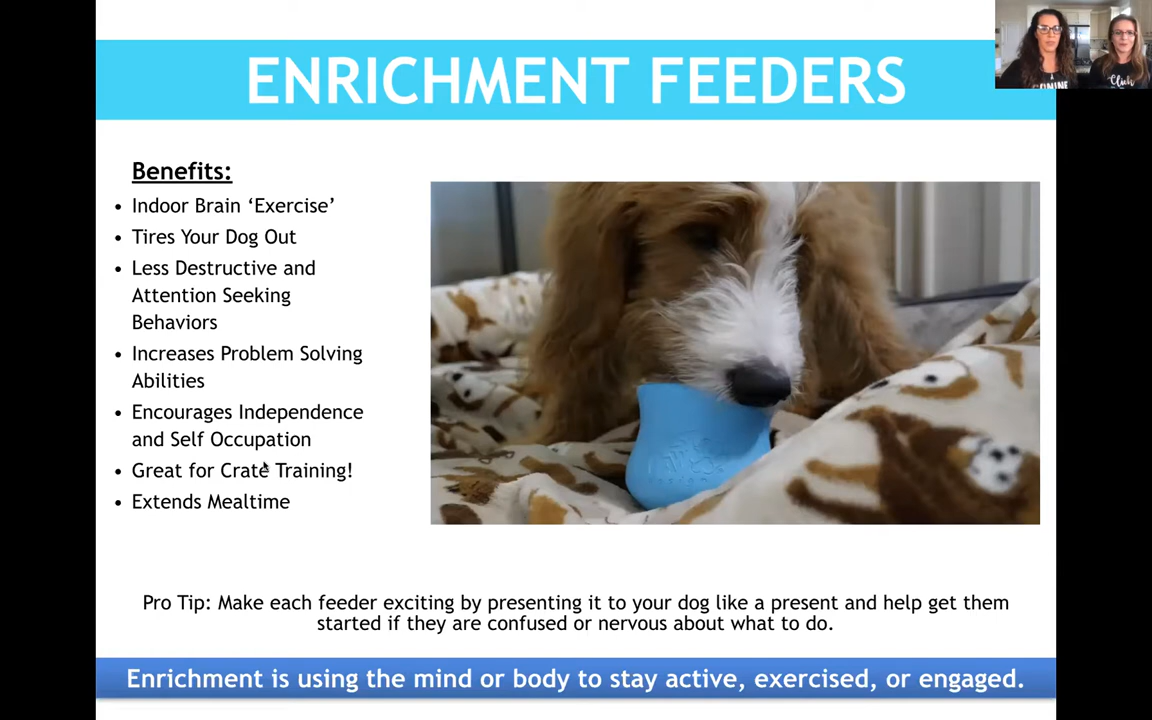 ENRICHMENT FEEDERS
Benefits:
• Indoor Brain ‘Exercise’
• Tires Your Dog Out
• Less Destructive and
Attention Seeking
Behaviors
• Increases Problem Solving
Abilities
• Encourages Independence
and Self Occupation
• Great for Crate Training!
• Extends Mealtime
Pro Tip: Make each feeder exciting by presenting it to your dog like a present and help get them
started if they are confused or nervous about what to do.
Enrichment is using the mind or body to stay active, exercised, or engaged.